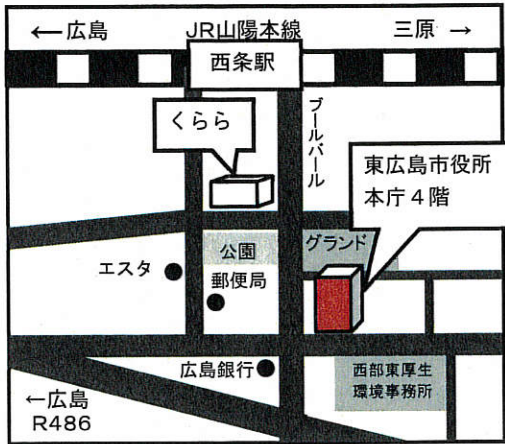 ←広島
JR山陽本線
三原→
西条駅
くらら
ブールバール
東広島市役所
本庁４階
公園
グランド
エスタ
郵便局
広島銀行
西部東厚生
環境事務所
←広島
R486